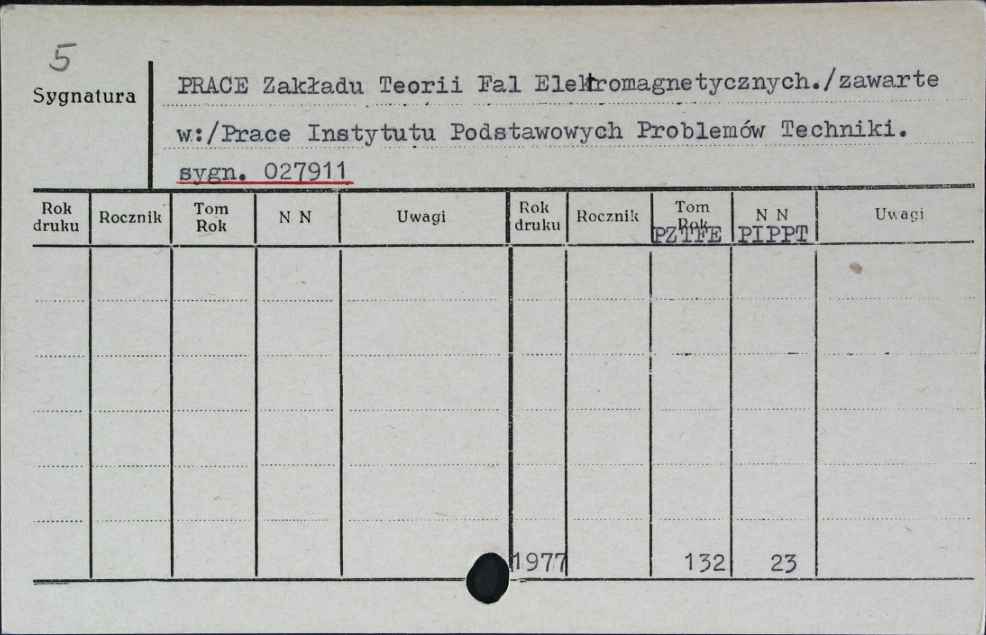 5
Sygnatura
PRACE Zakładu Teorii Fal Elektromagnetycznych./zawarte
w:/Prace Instytutu Podstawowych Problemów Techniki.
sygn. 027911
Rok druku Rocznik Tom Rok N N Uwagi Rok druku Rocznik Tom Rok N N Uwagi
PZTFE PIPPT
1977 132 23